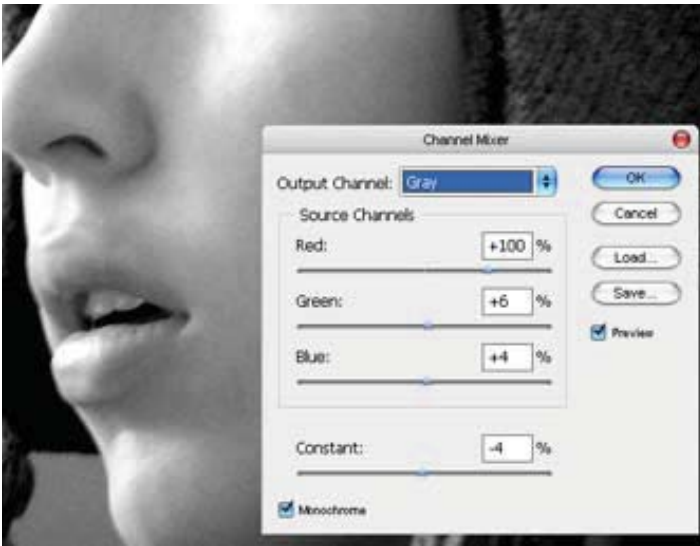 Channel Mixer
Output Channel: Gray
OK
Source Channels
Cancel
Red: +100 %
Load...
Green: +6 %
Save...
Preview
Blue: +4 %
Constant: -4 %
Monochrome